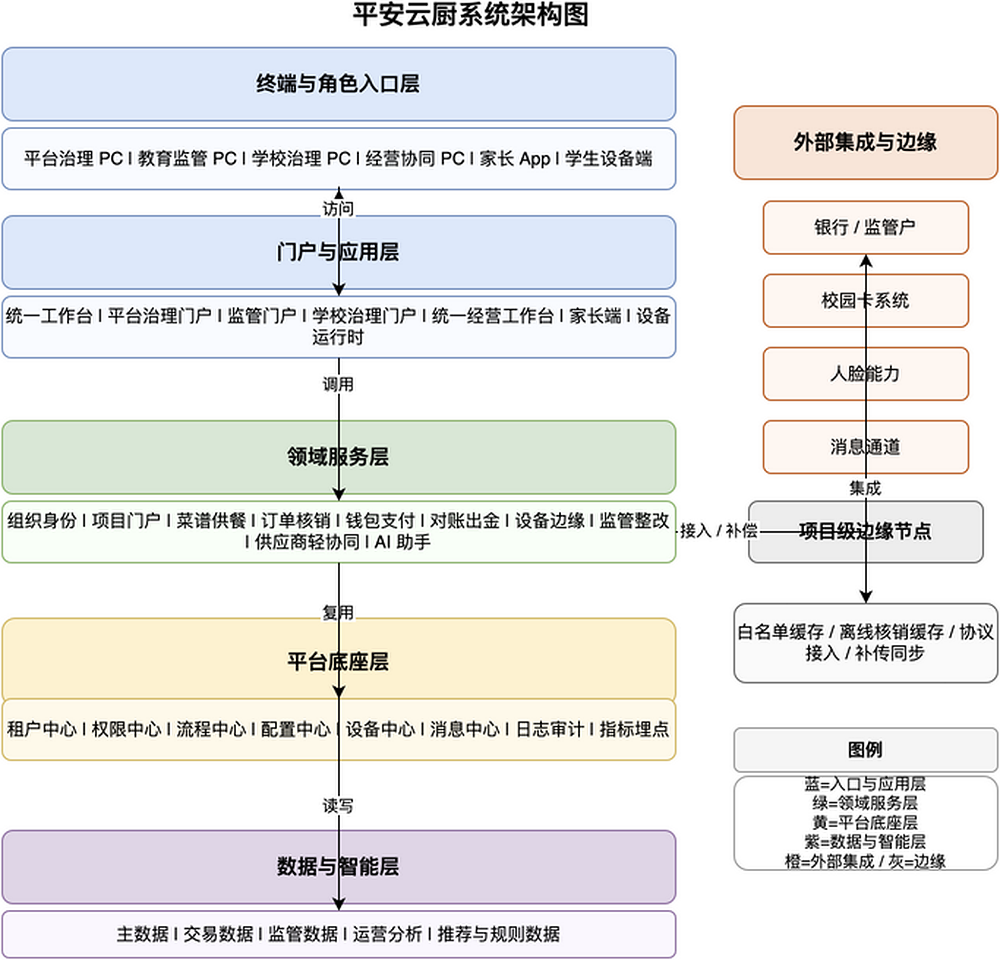 平安云厨系统架构图
终端与角色入口层
平台治理 PC | 教育监管 PC | 学校治理 PC | 经营协同 PC | 家长 App | 学生设备端
访问
门户与应用层
统一工作台 | 平台治理门户 | 监管门户 | 学校治理门户 | 统一经营工作台 | 家长端 | 设备
运行时
调用
领域服务层
组织身份 | 项目门户 | 菜谱供餐 | 订单核销 | 钱包支付 | 对账出金 | 设备边缘 | 监管整改
| 供应商轻协同 | AI 助手
复用
平台底座层
租户中心 | 权限中心 | 流程中心 | 配置中心 | 设备中心 | 消息中心 | 日志审计 | 指标埋点
读写
数据与智能层
主数据 | 交易数据 | 监管数据 | 运营分析 | 推荐与规则数据
外部集成与边缘
银行 / 监管户
校园卡系统
人脸能力
消息通道
集成
接入 / 补偿
项目级边缘节点
白名单缓存 / 离线核销缓存 / 协议
接入 / 补传同步
图例
蓝=入口与应用层
绿=领域服务层
黄=平台底座层
紫=数据与智能层
橙=外部集成 / 灰=边缘